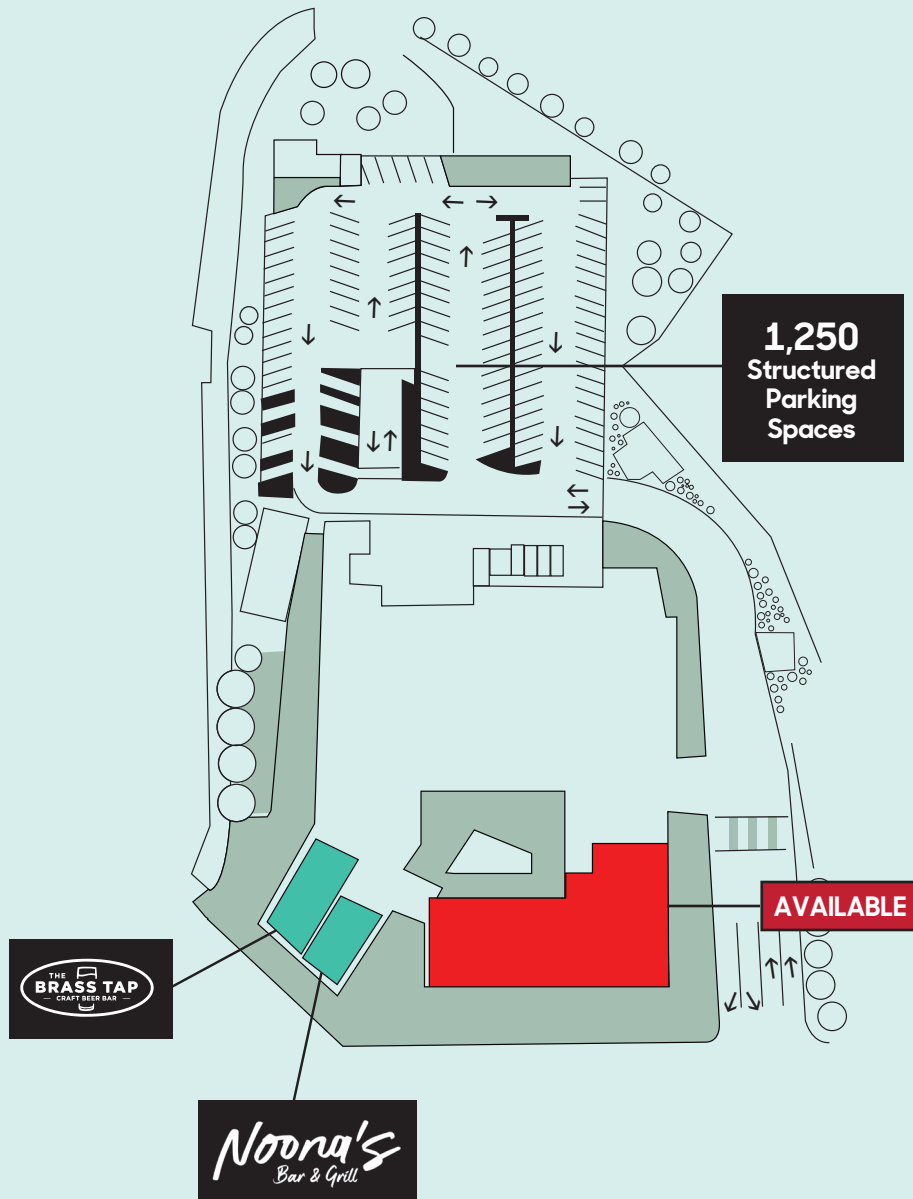 1,250
Structured
Parking
Spaces
AVAILABLE
THE
BRASS TAP
CRAFT BEER BAR
Noona's
Bar & Grill